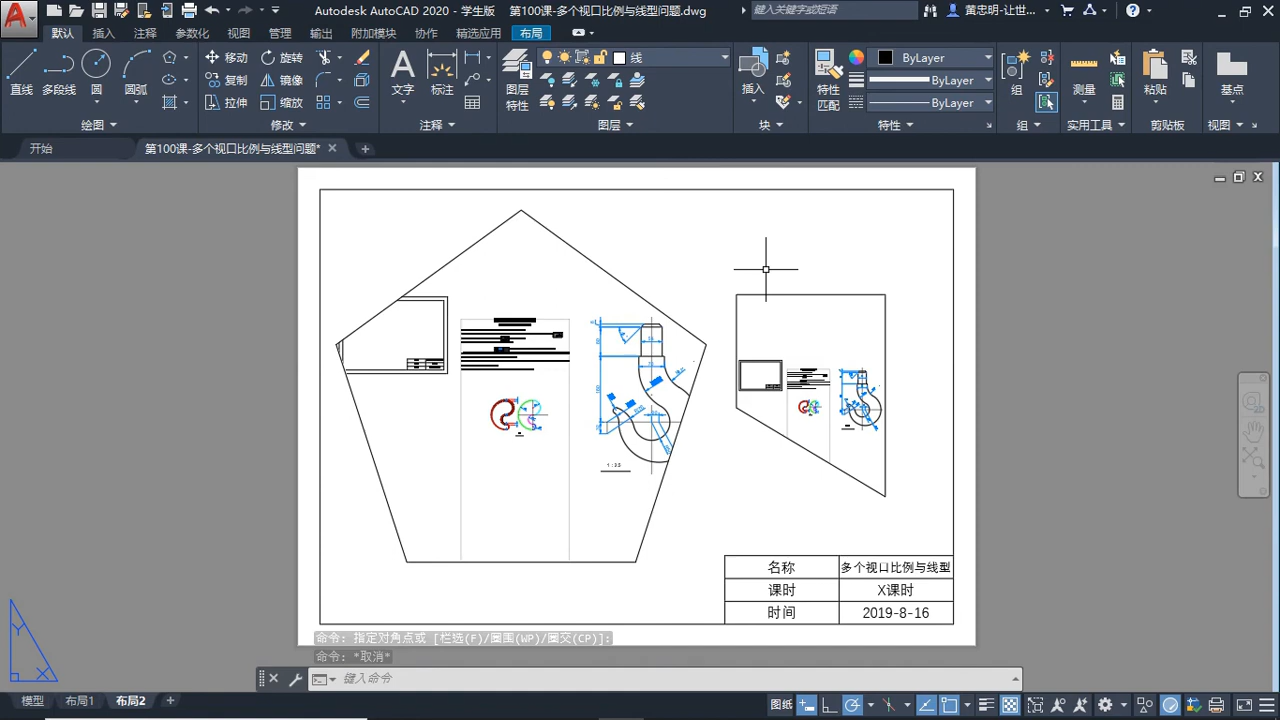 Autodesk AutoCAD 2020 - 学生版 第100课-多个视口比例与线型问题.dwg
键入关键字或短语
黄志明-让世...
默认 插入 注释 参数化 视图 管理 输出 附加模块 协作 精选应用 布局
直线 多段线 圆 圆弧
移动 旋转
复制 镜像
拉伸 缩放
文字 标注
图层特性
线
插入
特性匹配
ByLayer
ByLayer
ByLayer
组
测量
粘贴
基点
绘图 修改 注释 图层 块 特性 组 实用工具 剪贴板 视图
开始 第100课-多个视口比例与线型问题*
名称 多个视口比例与线型
课时 X课时
时间 2019-8-16
命令: 指定对角点或 [栏选(F)/圈围(WP)/圈交(CP)]:
命令: *取消*
键入命令
Y
X
模型 布局1 布局2
图纸